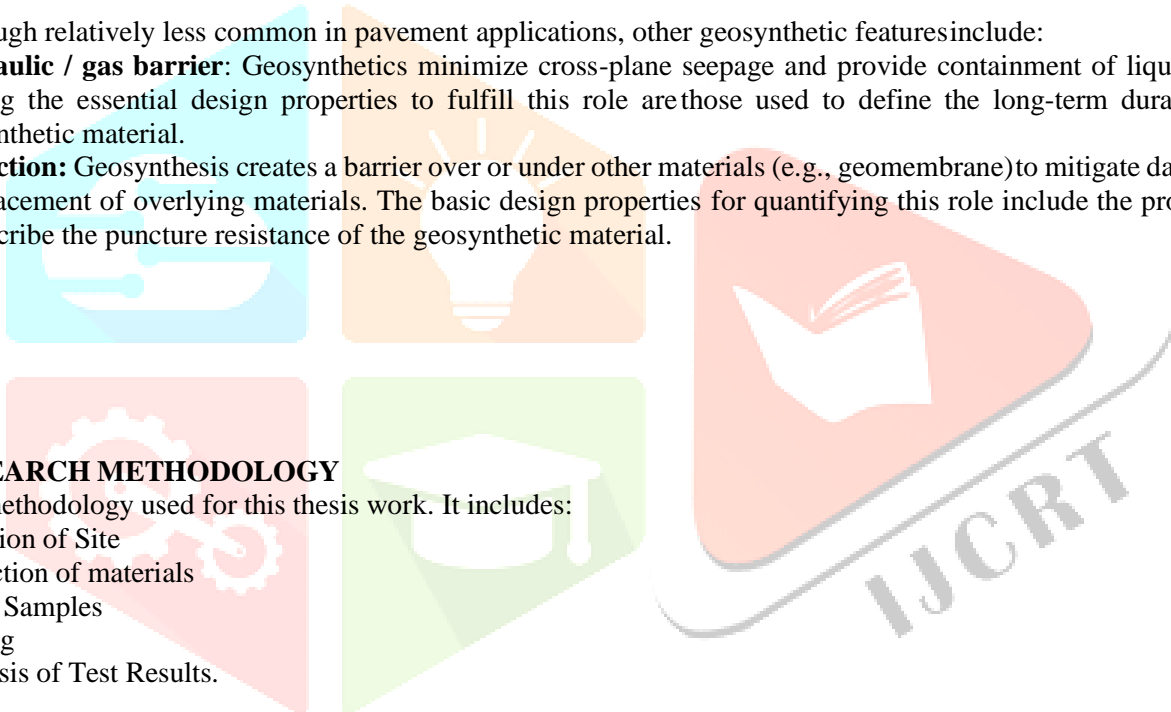 ugh relatively less common in pavement applications, other geosynthetic featuresinclude:
aulic / gas barrier: Geosynthetics minimize cross-plane seepage and provide containment of liqu
g the essential design properties to fulfill this role arethose used to define the long-term dura
nthetic material.
ction: Geosynthesis creates a barrier over or under other materials (e.g., geomembrane)to mitigate da
acement of overlying materials. The basic design properties for quantifying this role include the pro
cribe the puncture resistance of the geosynthetic material.
EARCH METHODOLOGY
ethodology used for this thesis work. It includes:
ion of Site
ction of materials
Samples
g
sis of Test Results.
IJCRT